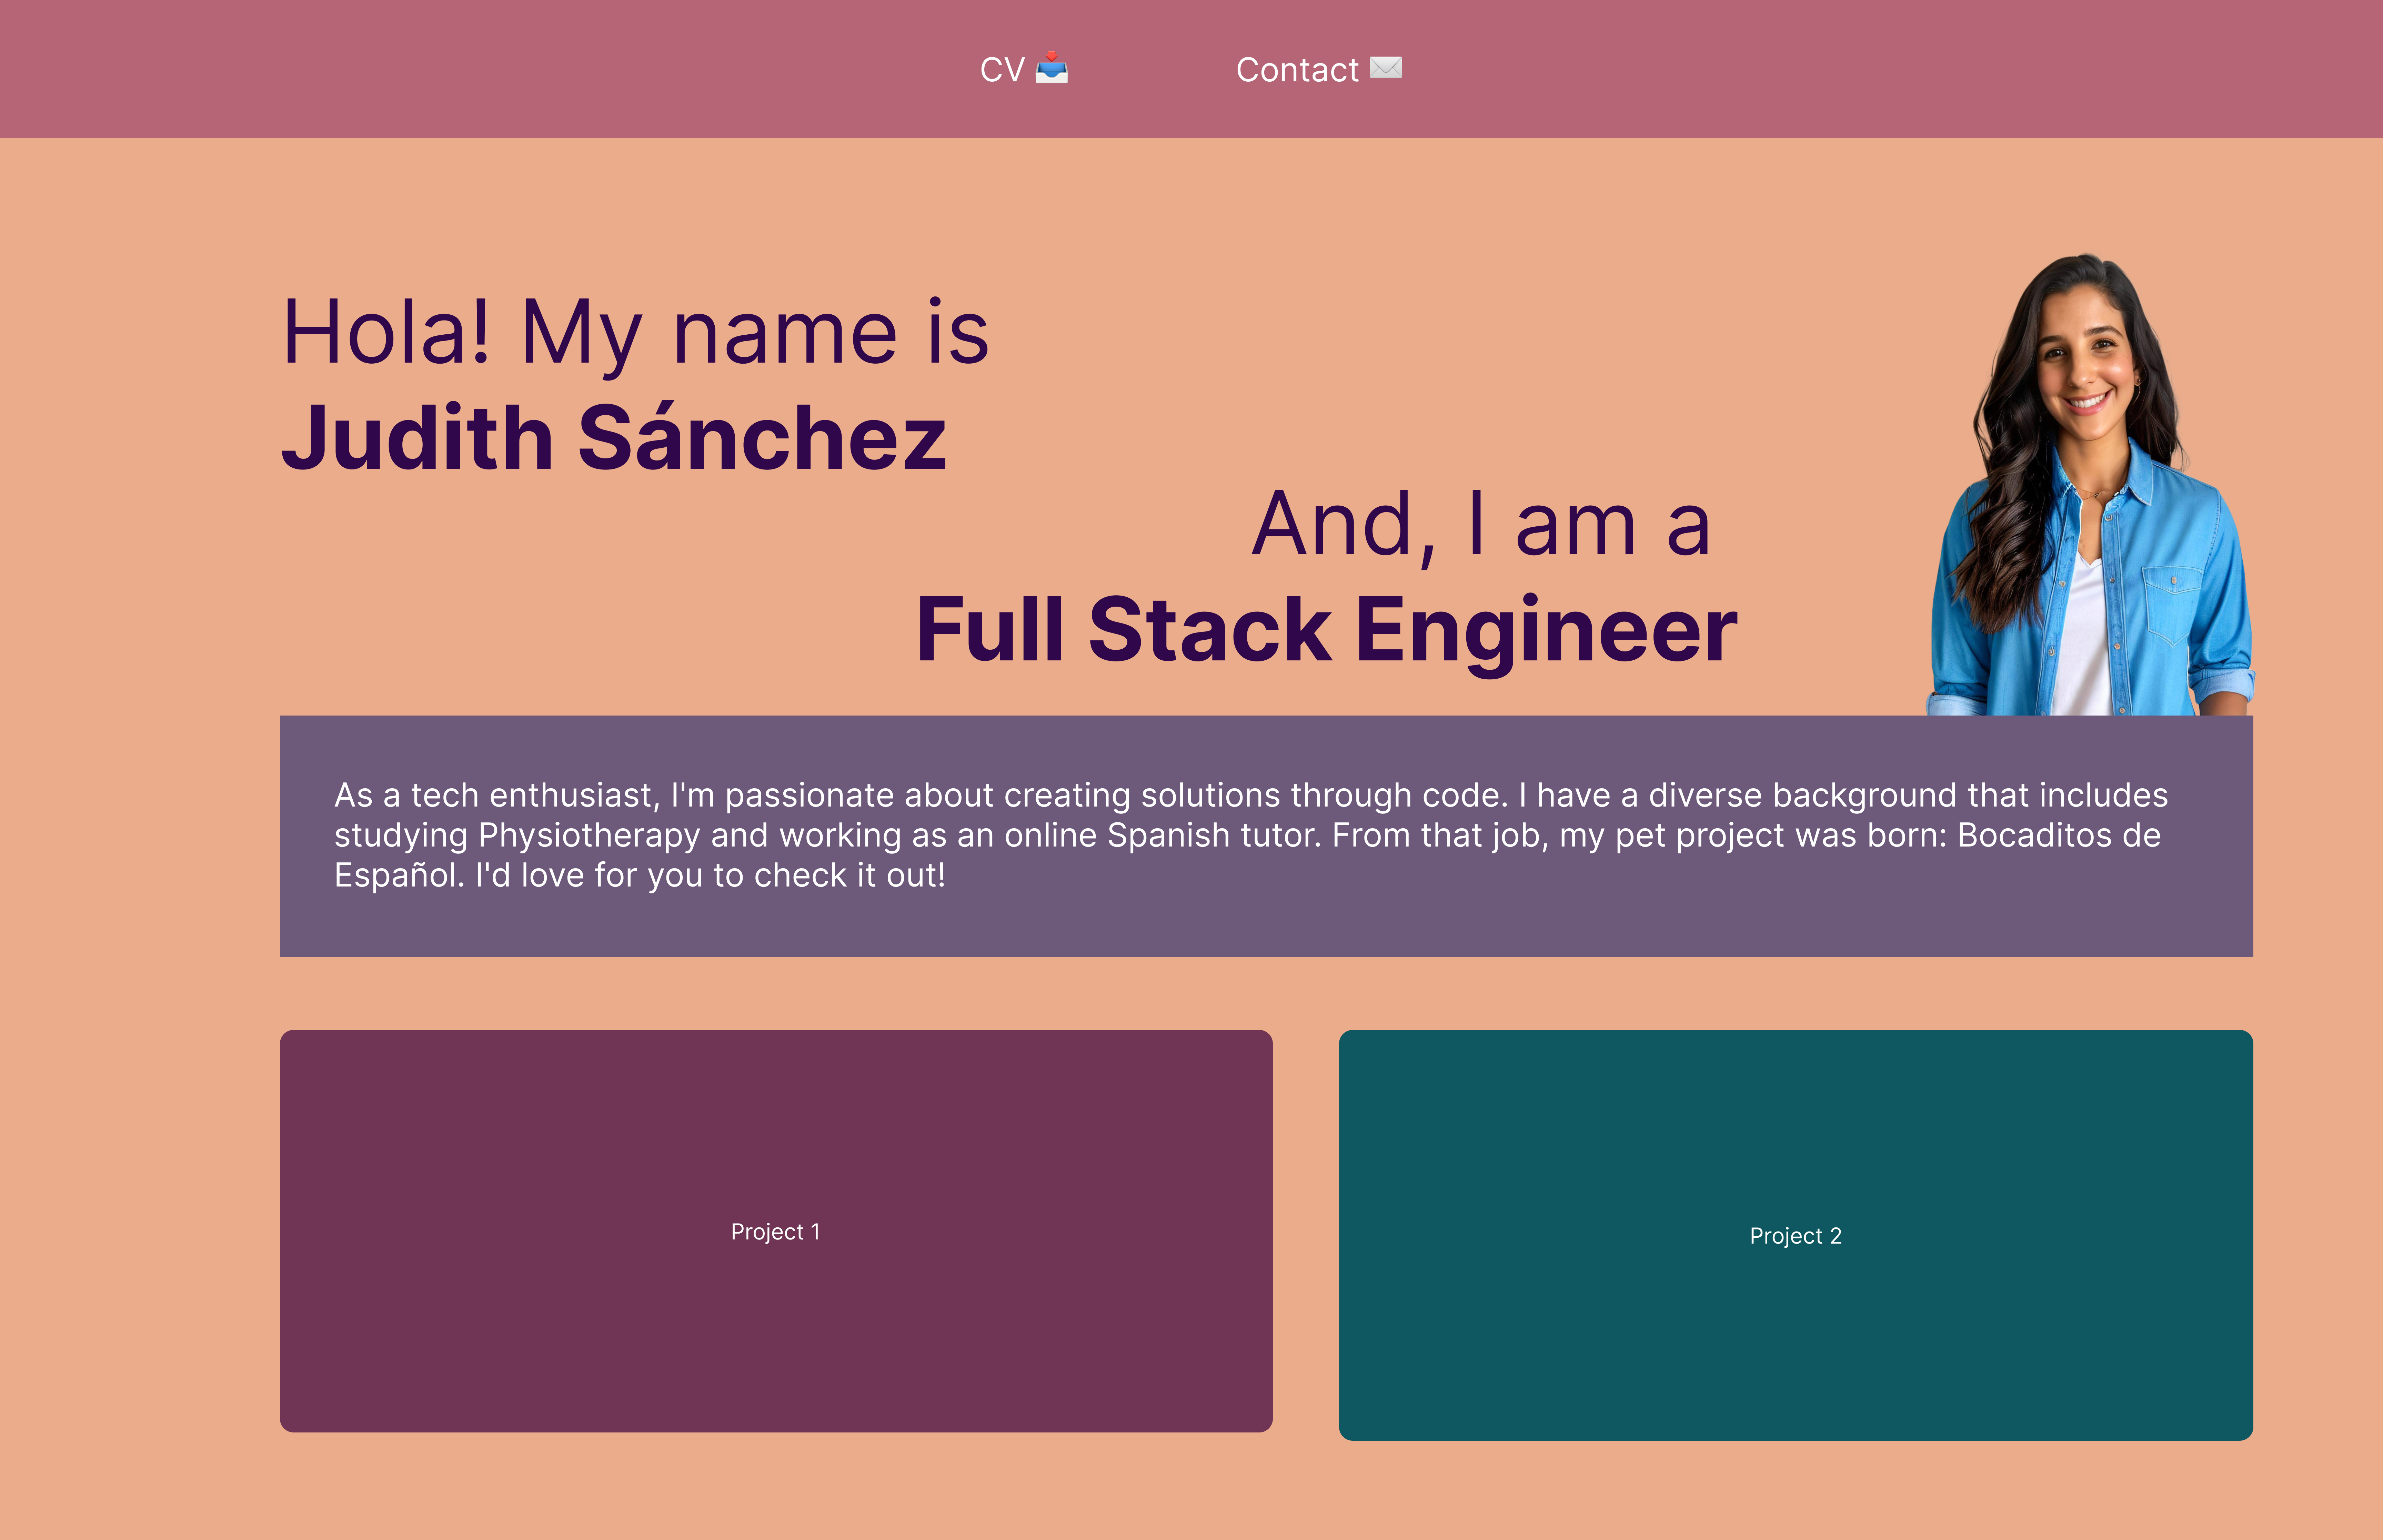 CV 📥
Contact ✉️
Hola! My name is
Judith Sánchez
And, I am a
Full Stack Engineer
As a tech enthusiast, I'm passionate about creating solutions through code. I have a diverse background that includes
studying Physiotherapy and working as an online Spanish tutor. From that job, my pet project was born: Bocaditos de
Español. I'd love for you to check it out!
Project 1
Project 2